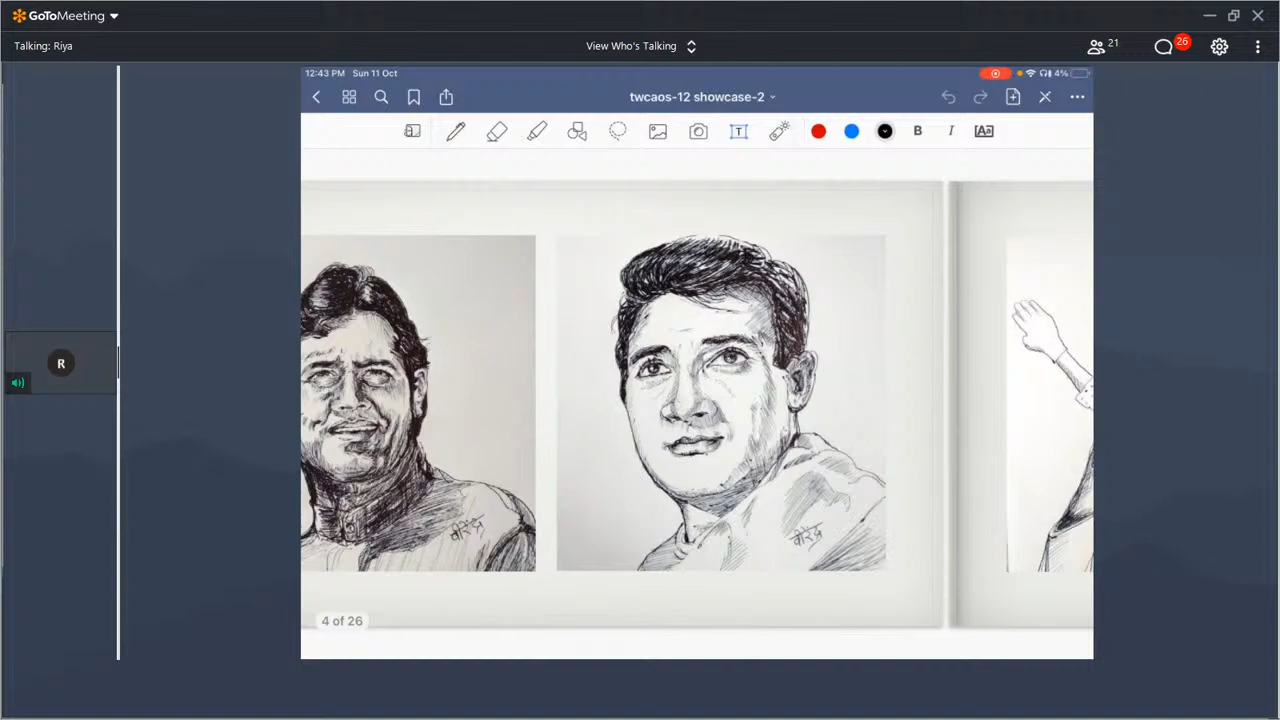 GoToMeeting
Talking: Riya
View Who's Talking
21
26
12:43 PM Sun 11 Oct
4%
twcaos-12 showcase-2
T
B
I
Aa
R
वीरेन्द्र
वीरेन्द्र
4 of 26